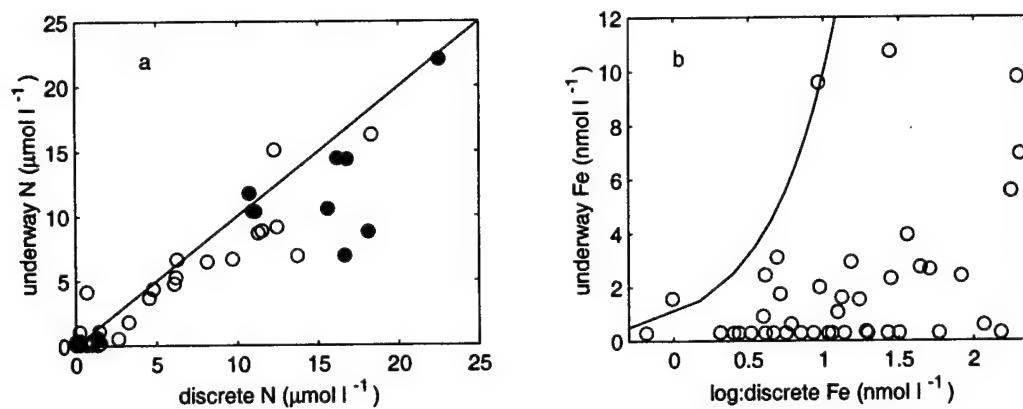 25
20
15
10
5
0
underway N (μmol l⁻¹)
a
0 5 10 15 20 25
discrete N (μmol l⁻¹)
12
10
8
6
4
2
0
underway Fe (nmol l⁻¹)
b
0 0.5 1 1.5 2
log:discrete Fe (nmol l⁻¹)